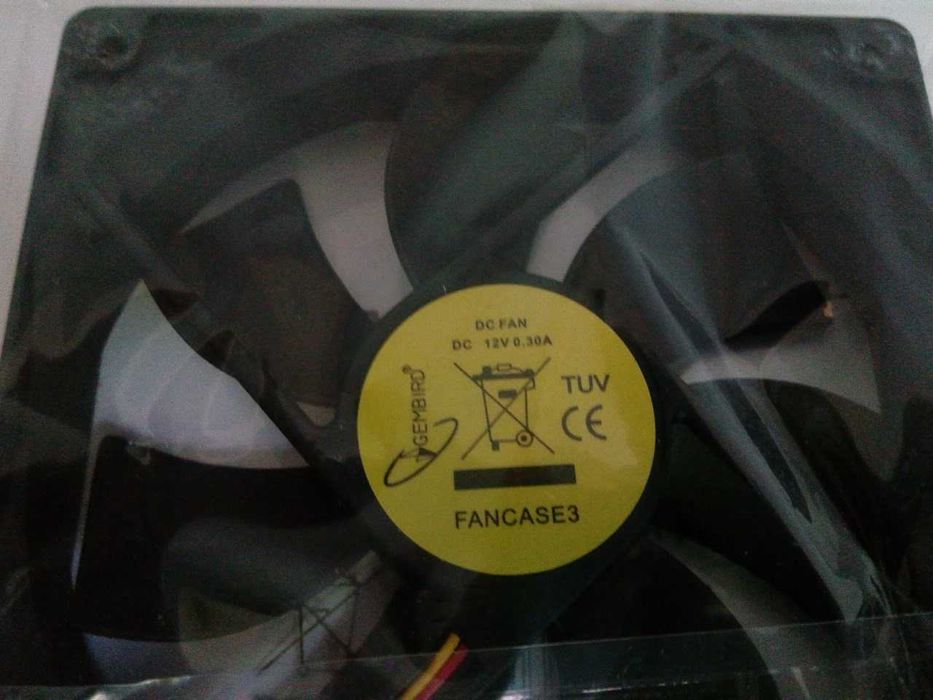 DC FAN
DC 12V 0.30A
GEMBIRD®
TUV
CE
FANCASE3